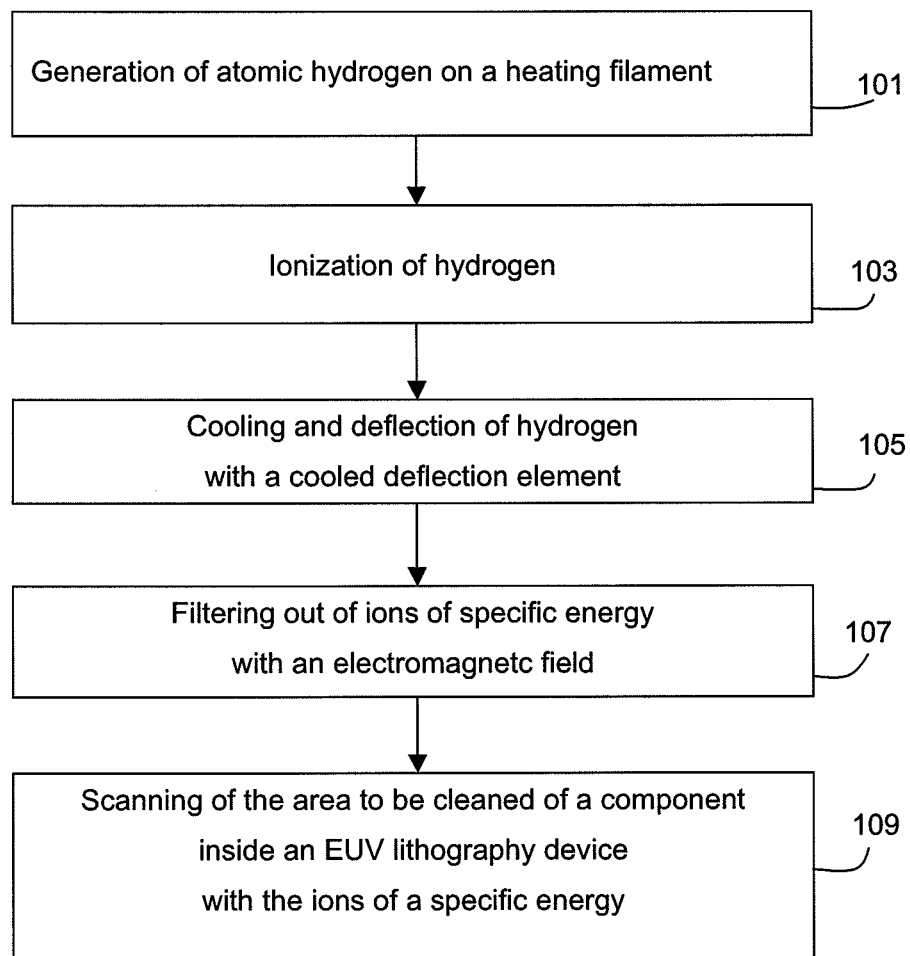 Generation of atomic hydrogen on a heating filament
101
Ionization of hydrogen
103
Cooling and deflection of hydrogen
with a cooled deflection element
105
Filtering out of ions of specific energy
with an electromagnetc field
107
Scanning of the area to be cleaned of a component
inside an EUV lithography device
with the ions of a specific energy
109